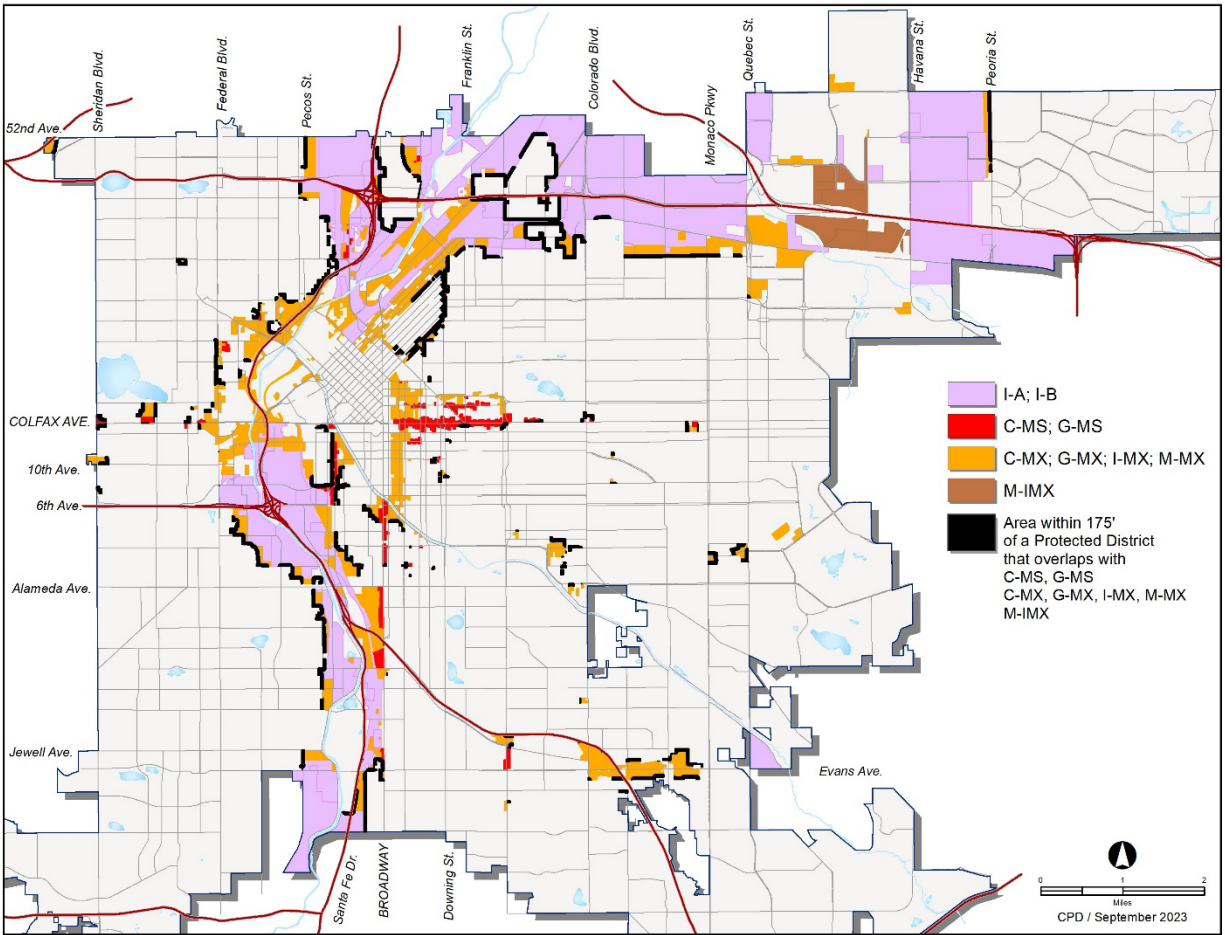 Sheridan Blvd.
Federal Blvd.
Pecos St.
Franklin St.
Colorado Blvd.
Monaco Pkwy
Quebec St.
Havana St.
Peoria St.
52nd Ave.
COLFAX AVE.
10th Ave.
6th Ave.
Alameda Ave.
Jewell Ave.
Evans Ave.
Santa Fe Dr.
BROADWAY
Downing St.
I-A; I-B
C-MS; G-MS
C-MX; G-MX; I-MX; M-MX
M-IMX
Area within 175'
of a Protected District
that overlaps with
C-MS, G-MS
C-MX, G-MX, I-MX, M-MX
M-IMX
0 1 2
Miles
CPD / September 2023